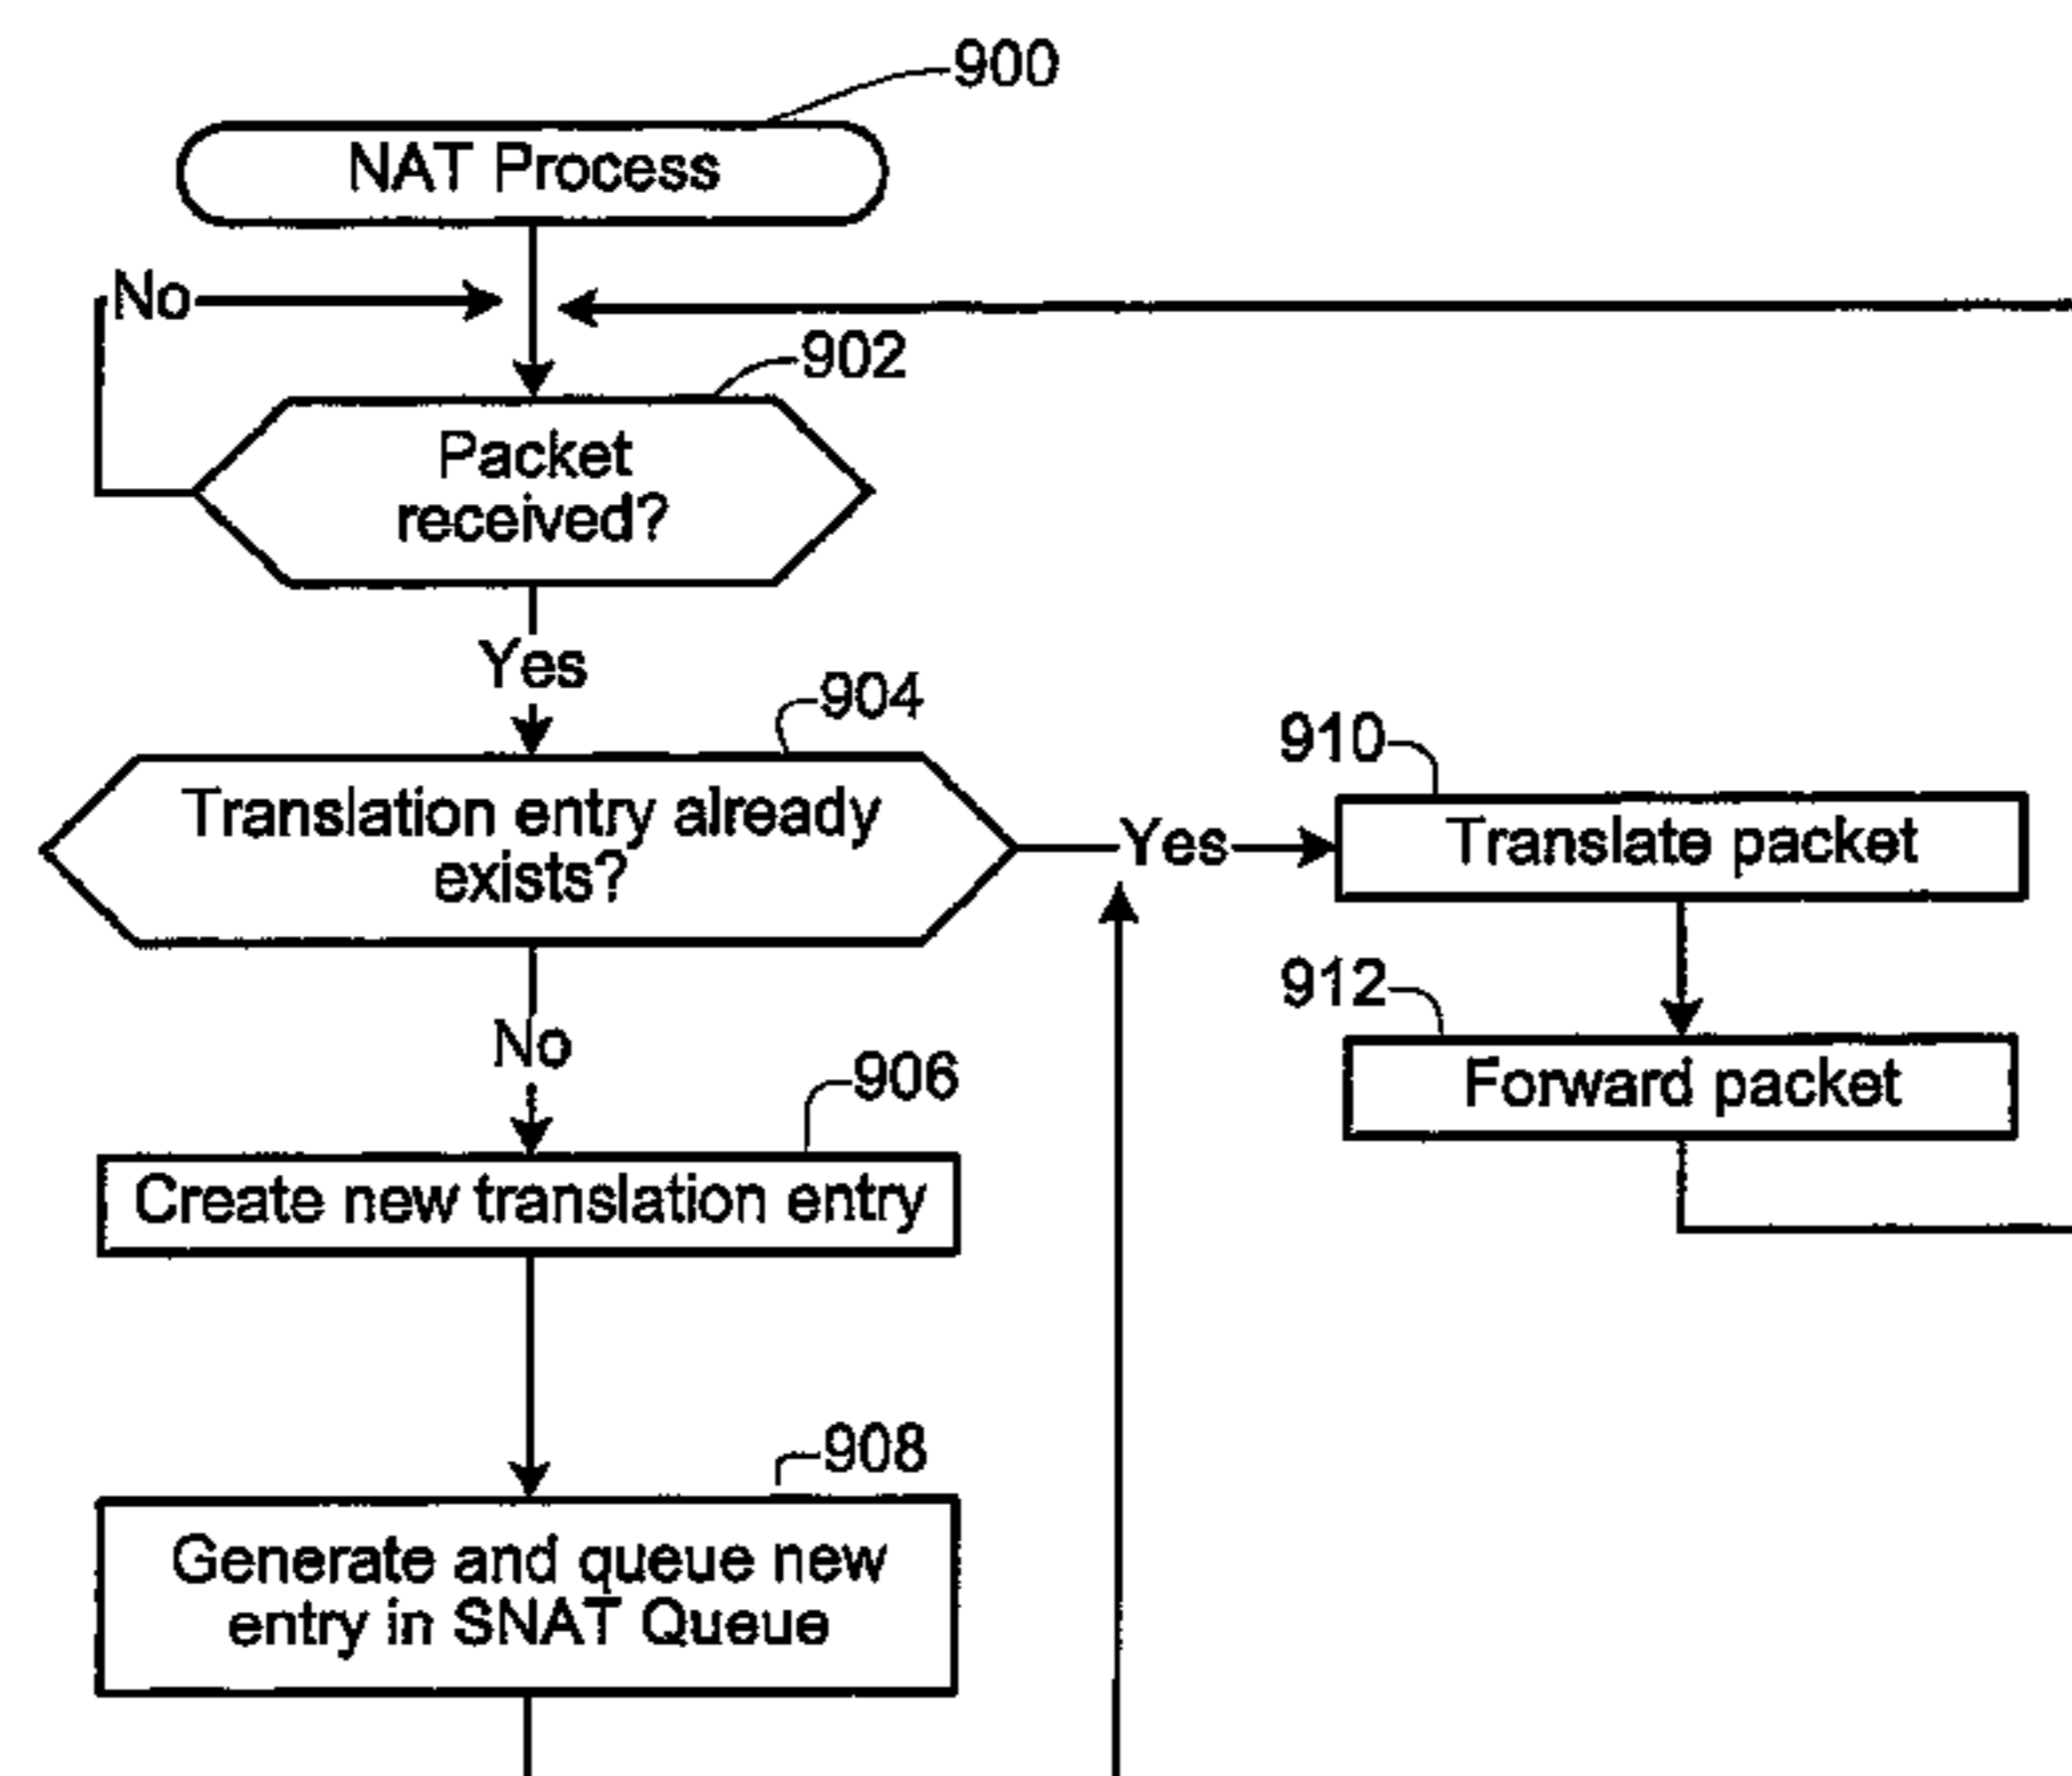 900
NAT Process
No
902
Packet
received?
Yes
904
Translation entry already
exists?
Yes
910
Translate packet
912
Forward packet
No
906
Create new translation entry
908
Generate and queue new
entry in SNAT Queue